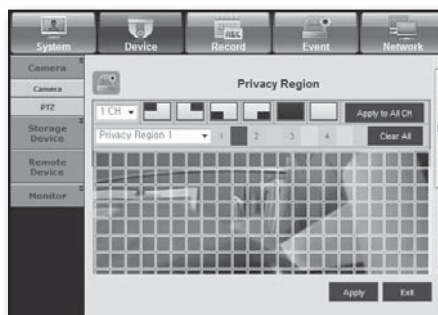 System Device Record Event Network
Camera
Privacy Region
Camera
1 CH Apply to All CH
PTZ
Privacy Region 1 1 2 3 4 Clear All
Storage
Device
Remote
Device
Monitor
Apply Exit